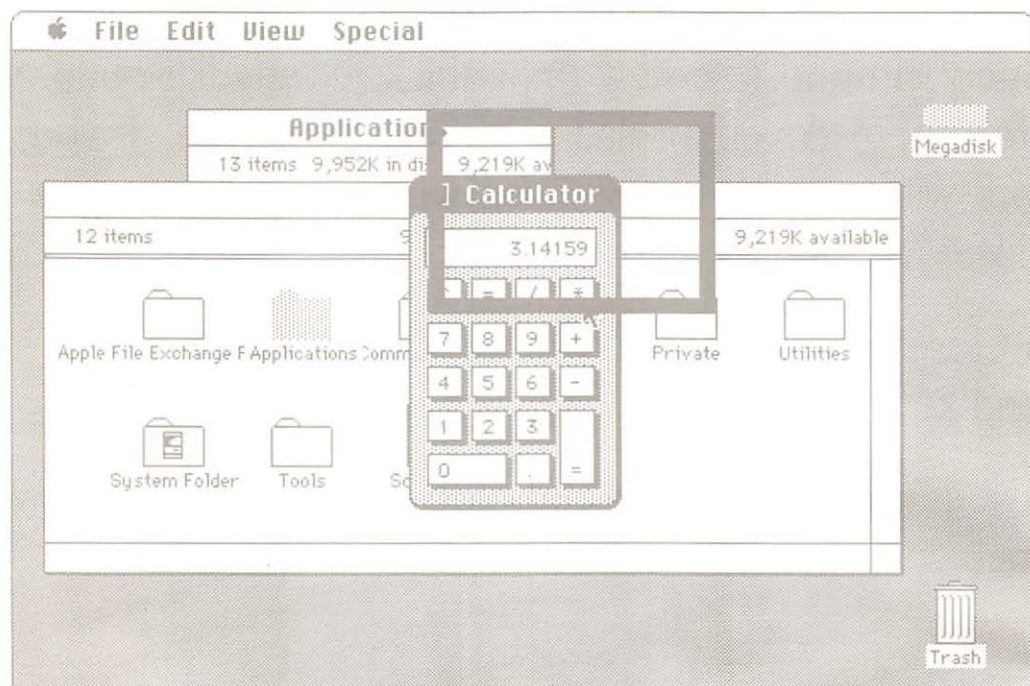 File Edit View Special
Application
13 items 9,952K in di 9,219K av
Megadisk
] Calculator
12 items 9 9,219K available
3.14159
= / *
7 8 9 +
4 5 6 -
1 2 3
0 . =
Apple File Exchange F Applications Comm Private Utilities
System Folder Tools Sc
Trash